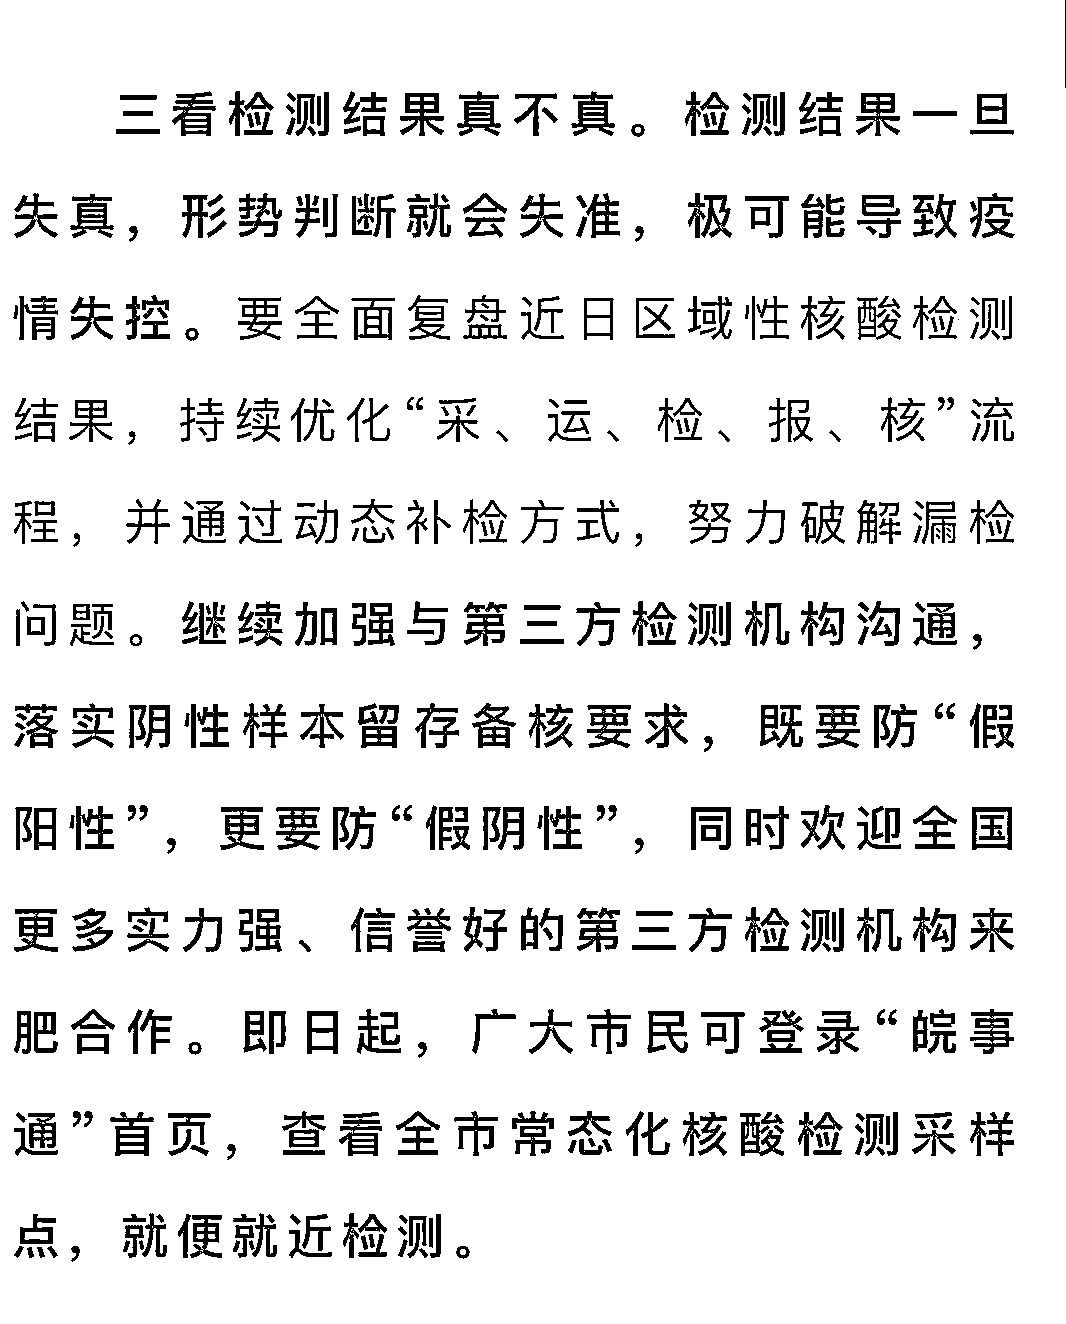 三看检测结果真不真。检测结果一旦
失真，形势判断就会失准，极可能导致疫
情失控。要全面复盘近日区域性核酸检测
结果，持续优化“采、运、检、报、核”流
程，并通过动态补检方式，努力破解漏检
问题。继续加强与第三方检测机构沟通，
落实阴性样本留存备核要求，既要防“假
阳性”，更要防“假阴性”，同时欢迎全国
更多实力强、信誉好的第三方检测机构来
肥合作。即日起，广大市民可登录“皖事
通”首页，查看全市常态化核酸检测采样
点，就便就近检测。